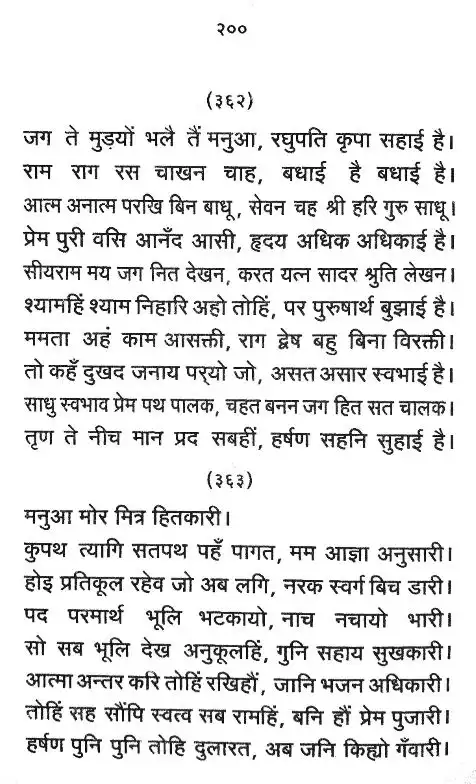 २००
(३६२)
जग ते मुड़यों भलै तैं मनुआ, रघुपति कृपा सहाई है।
राम राग रस चाखन चाह, बधाई है बधाई है।
आत्म अनात्म परखि बिन बाधू, सेवन चह श्री हरि गुरु साधू।
प्रेम पुरी वसि आनँद आसी, हृदय अधिक अधिकाई है।
सीयराम मय जग नित देखन, करत यत्न सादर श्रुति लेखन।
श्यामहिं श्याम निहारि अहो तोहिं, पर पुरुषार्थ बुझाई है।
ममता अहं काम आसक्ती, राग द्वेष बहु बिना विरक्ती।
तो कहँ दुखद जनाय पर्‌यो जो, असत असार स्वभाई है।
साधु स्वभाव प्रेम पथ पालक, चहत बनन जग हित सत चालक।
तृण ते नीच मान प्रद सबहीं, हर्षण सहनि सुहाई है।
(३६३)
मनुआ मोर मित्र हितकारी।
कुपथ त्यागि सतपथ पहँ पागत, मम आज्ञा अनुसारी।
होइ प्रतिकूल रहेव जो अब लगि, नरक स्वर्ग बिच डारी।
पद परमार्थ भूलि भटकायो, नाच नचायो भारी।
सो सब भूलि देख अनुकूलहिं, गुनि सहाय सुखकारी।
आत्मा अन्तर करि तोहिं रखिहौं, जानि भजन अधिकारी।
तोहिं सह सौंपि स्वत्व सब रामहिं, बनि हौं प्रेम पुजारी।
हर्षण पुनि पुनि तोहि दुलारत, अब जनि किह्यो गँवारी।